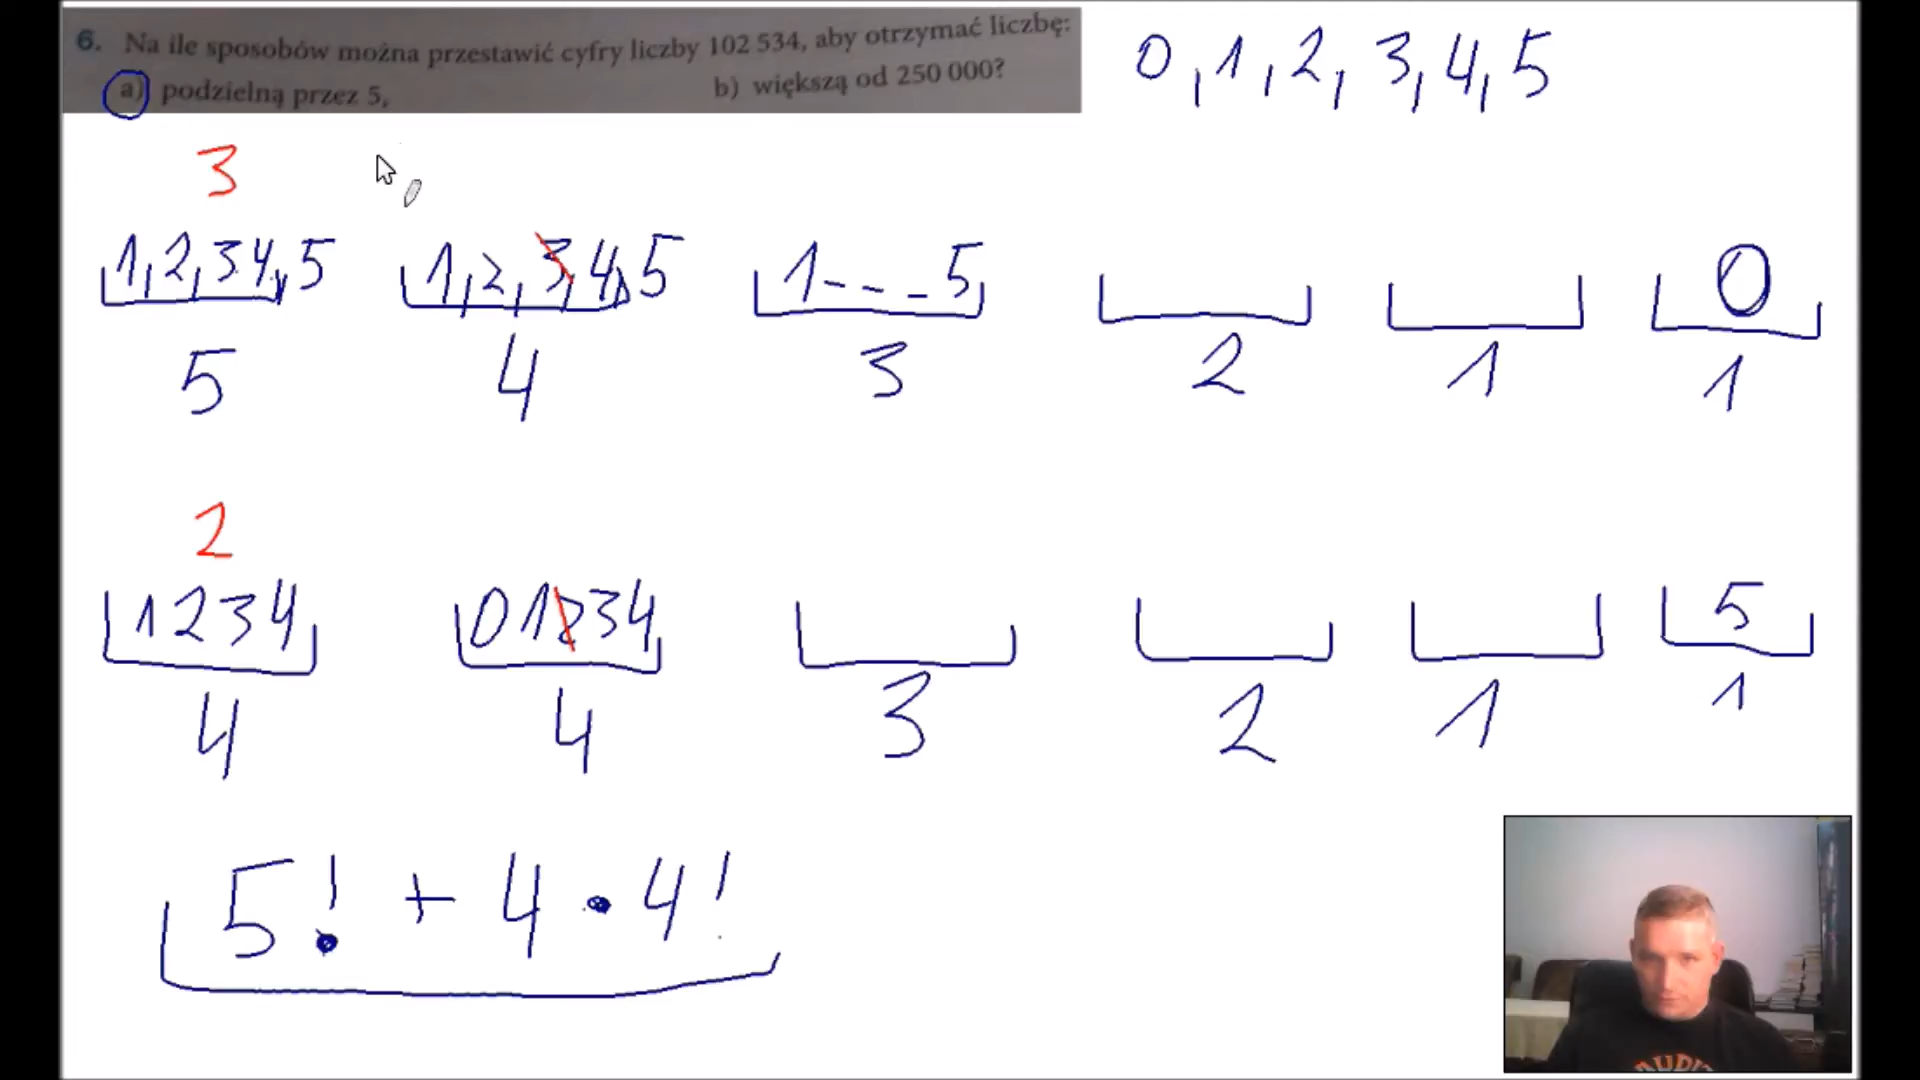 6. Na ile sposobów można przestawić cyfry liczby 102 534, aby otrzymać liczbę:
a) podzielną przez 5,
b) większą od 250 000?
0, 1, 2, 3, 4, 5
3
1, 2, 3 4, 5
1, 2, 3, 4, 5
1 - - - 5
0
5
4
3
2
1
1
2
1 2 3 4
0 1 2 3 4
5
4
4
3
2
1
1
5! + 4 • 4!